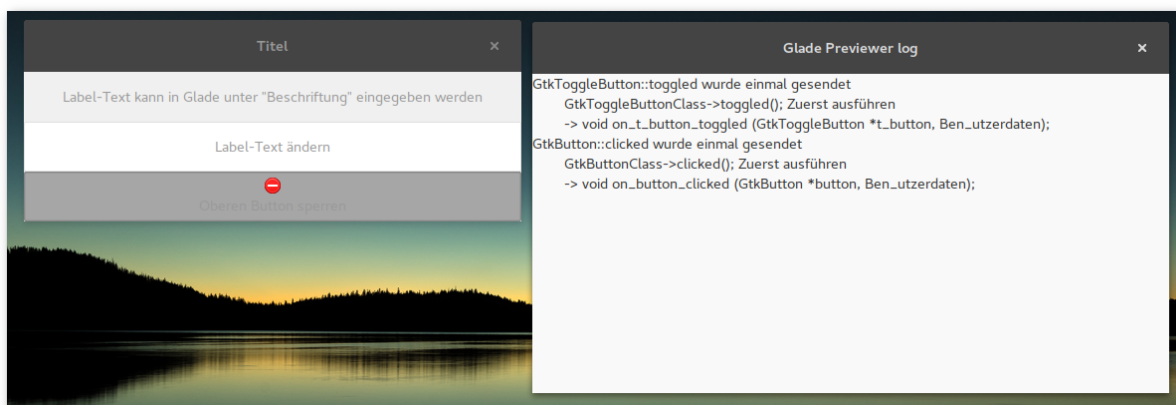 Titel ×
Label-Text kann in Glade unter "Beschriftung" eingegeben werden
Label-Text ändern
Oberen Button sperren
Glade Previewer log ×
GtkToggleButton::toggled wurde einmal gesendet
GtkToggleButtonClass->toggled(); Zuerst ausführen
-> void on_t_button_toggled (GtkToggleButton *t_button, Ben_utzerdaten);
GtkButton::clicked wurde einmal gesendet
GtkButtonClass->clicked(); Zuerst ausführen
-> void on_button_clicked (GtkButton *button, Ben_utzerdaten);